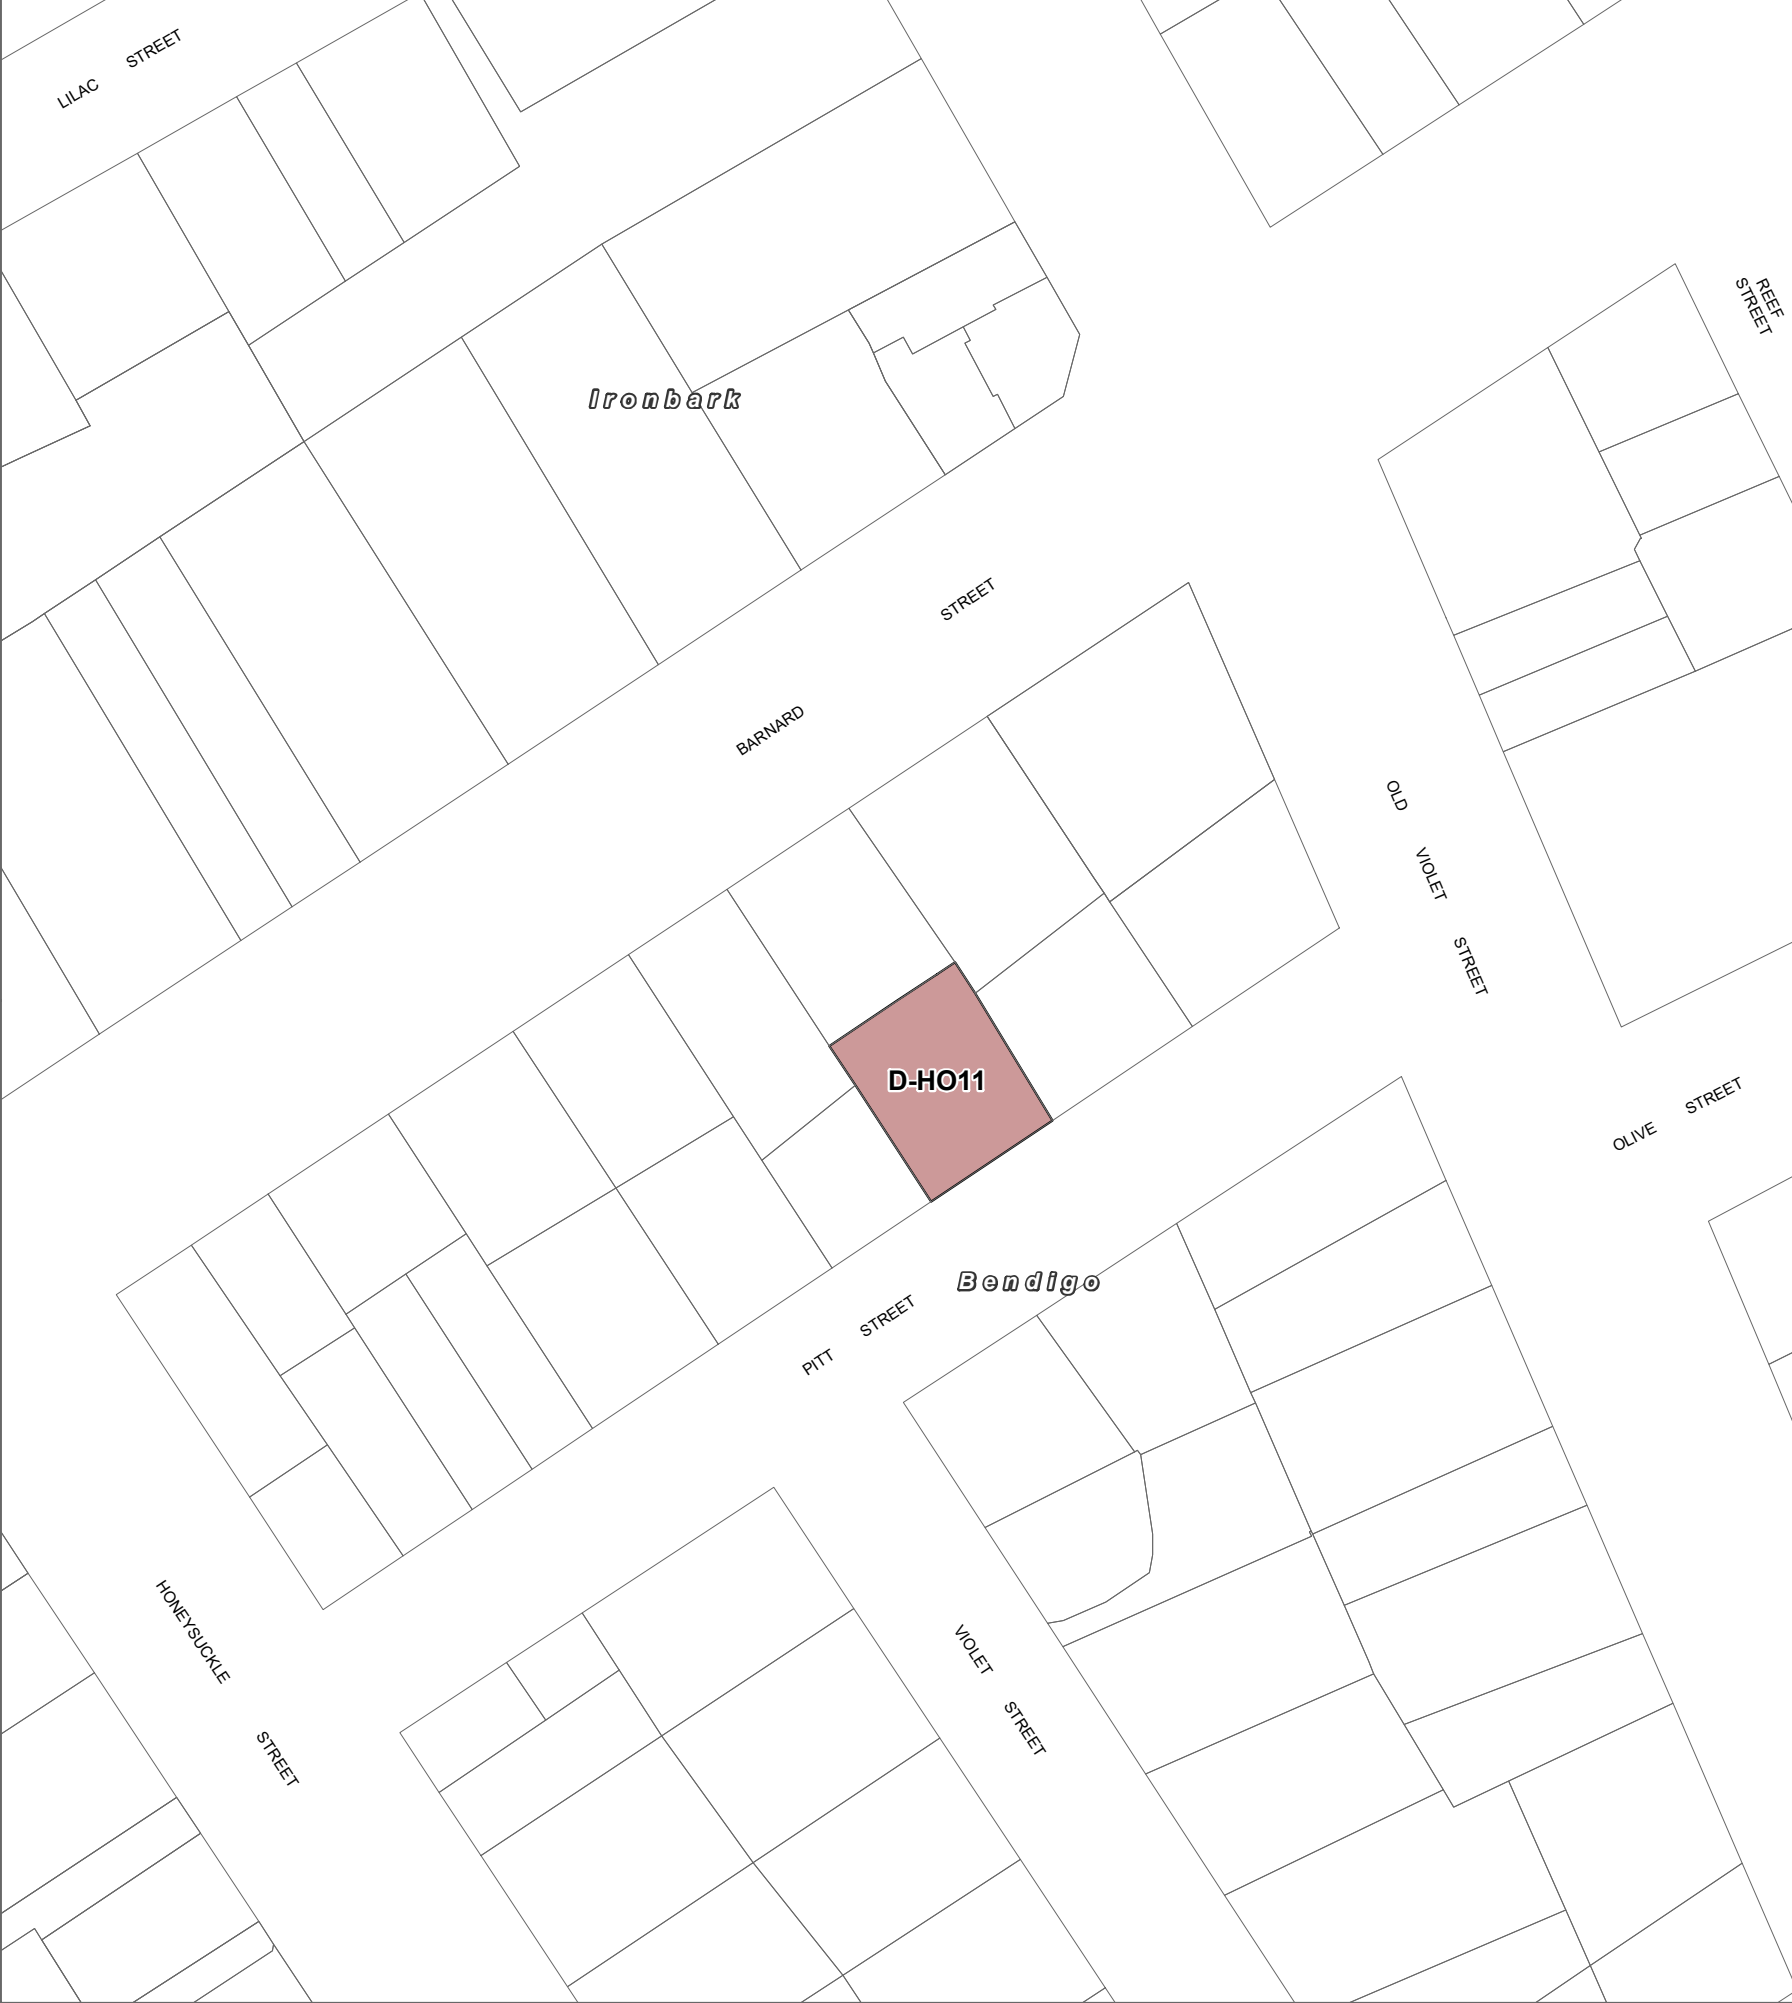 LILAC STREET
REEF
STREET
Ironbark
BARNARD STREET
OLD VIOLET STREET
D-HO11
OLIVE STREET
Bendigo
PITT STREET
HONEYSUCKLE STREET
VIOLET STREET